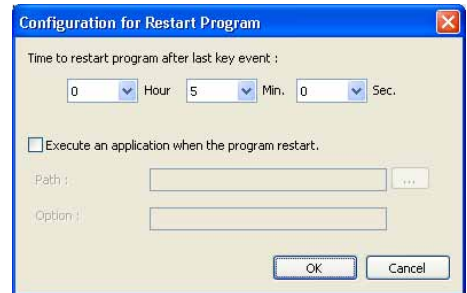 Configuration for Restart Program
Time to restart program after last key event :
0 Hour 5 Min. 0 Sec.
Execute an application when the program restart.
Path :
...
Option :
OK Cancel